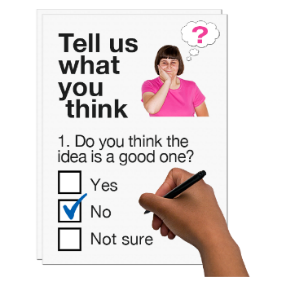 Tell us
what
you
think
?
1. Do you think the
idea is a good one?
Yes
No
Not sure